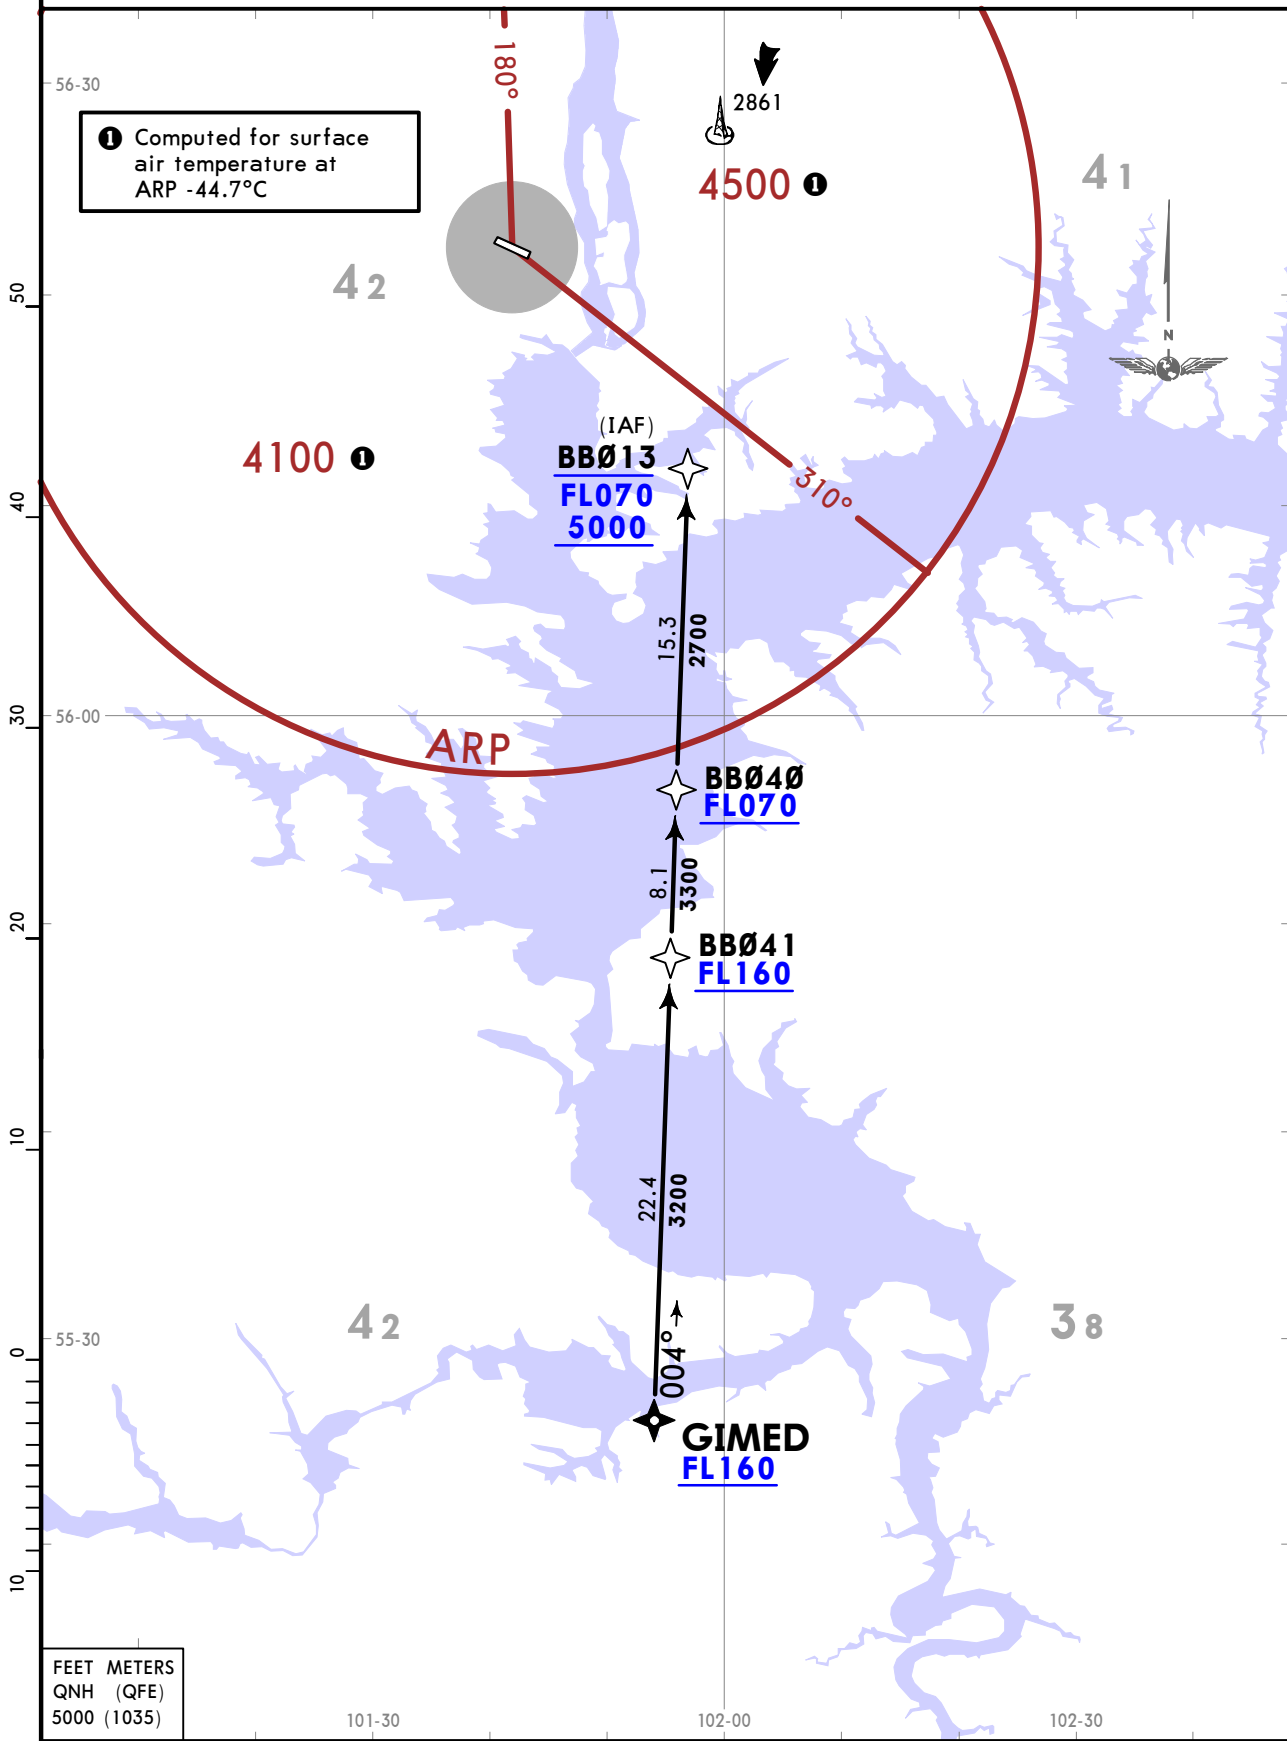 180°
56-30
2861
❶ Computed for surface
air temperature at
ARP -44.7°C
4500 ❶
41
42
50
N
(IAF)
BBØ13
FL070
5000
4100 ❶
310°
40
15.3
2700
30
56-00
ARP
BBØ4Ø
FL070
8.1
3300
20
BBØ41
FL160
10
22.4
3200
42
38
55-30
0
004°
GIMED
FL160
10
FEET METERS
QNH (QFE)
5000 (1035)
101-30
102-00
102-30